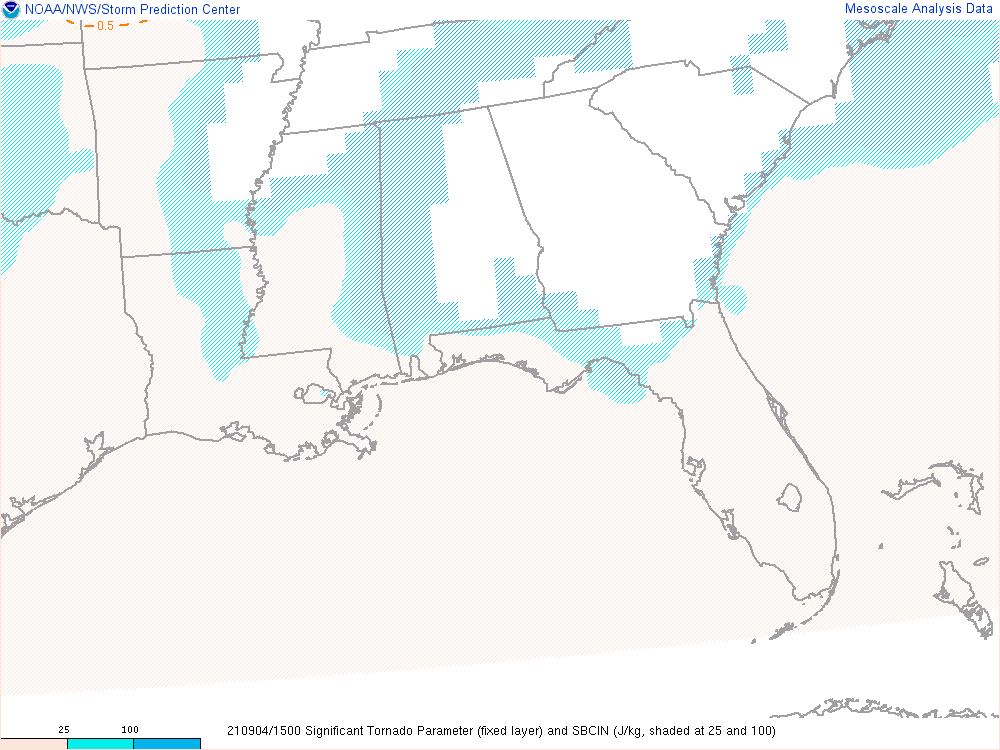 NOAA/NWS/Storm Prediction Center
Mesoscale Analysis Data
0.5
25 100
210904/1500 Significant Tornado Parameter (fixed layer) and SBCIN (J/kg, shaded at 25 and 100)